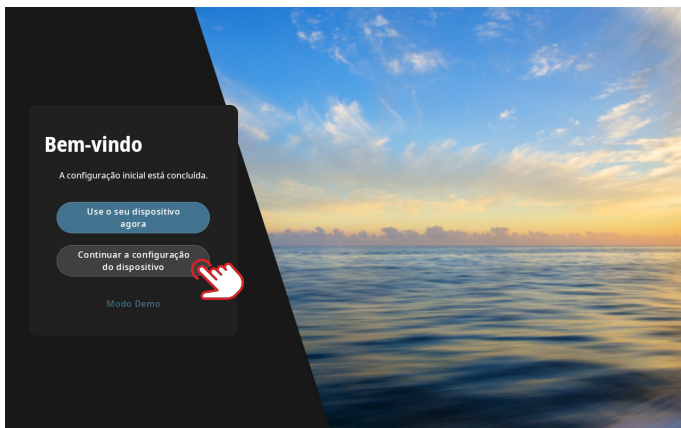 Bem-vindo
A configuração inicial está concluída.
Use o seu dispositivo
agora
Continuar a configuração
do dispositivo
Modo Demo